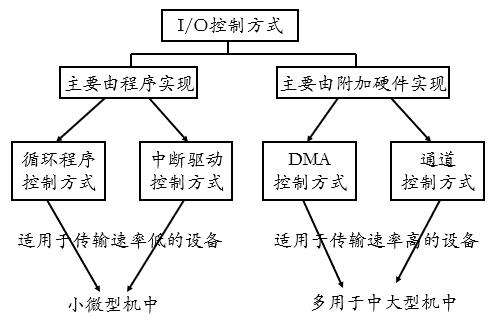 I/O控制方式
主要由程序实现
主要由附加硬件实现
循环程序
控制方式
中断驱动
控制方式
DMA
控制方式
通道
控制方式
适用于传输速率低的设备
适用于传输速率高的设备
小微型机中
多用于中大型机中